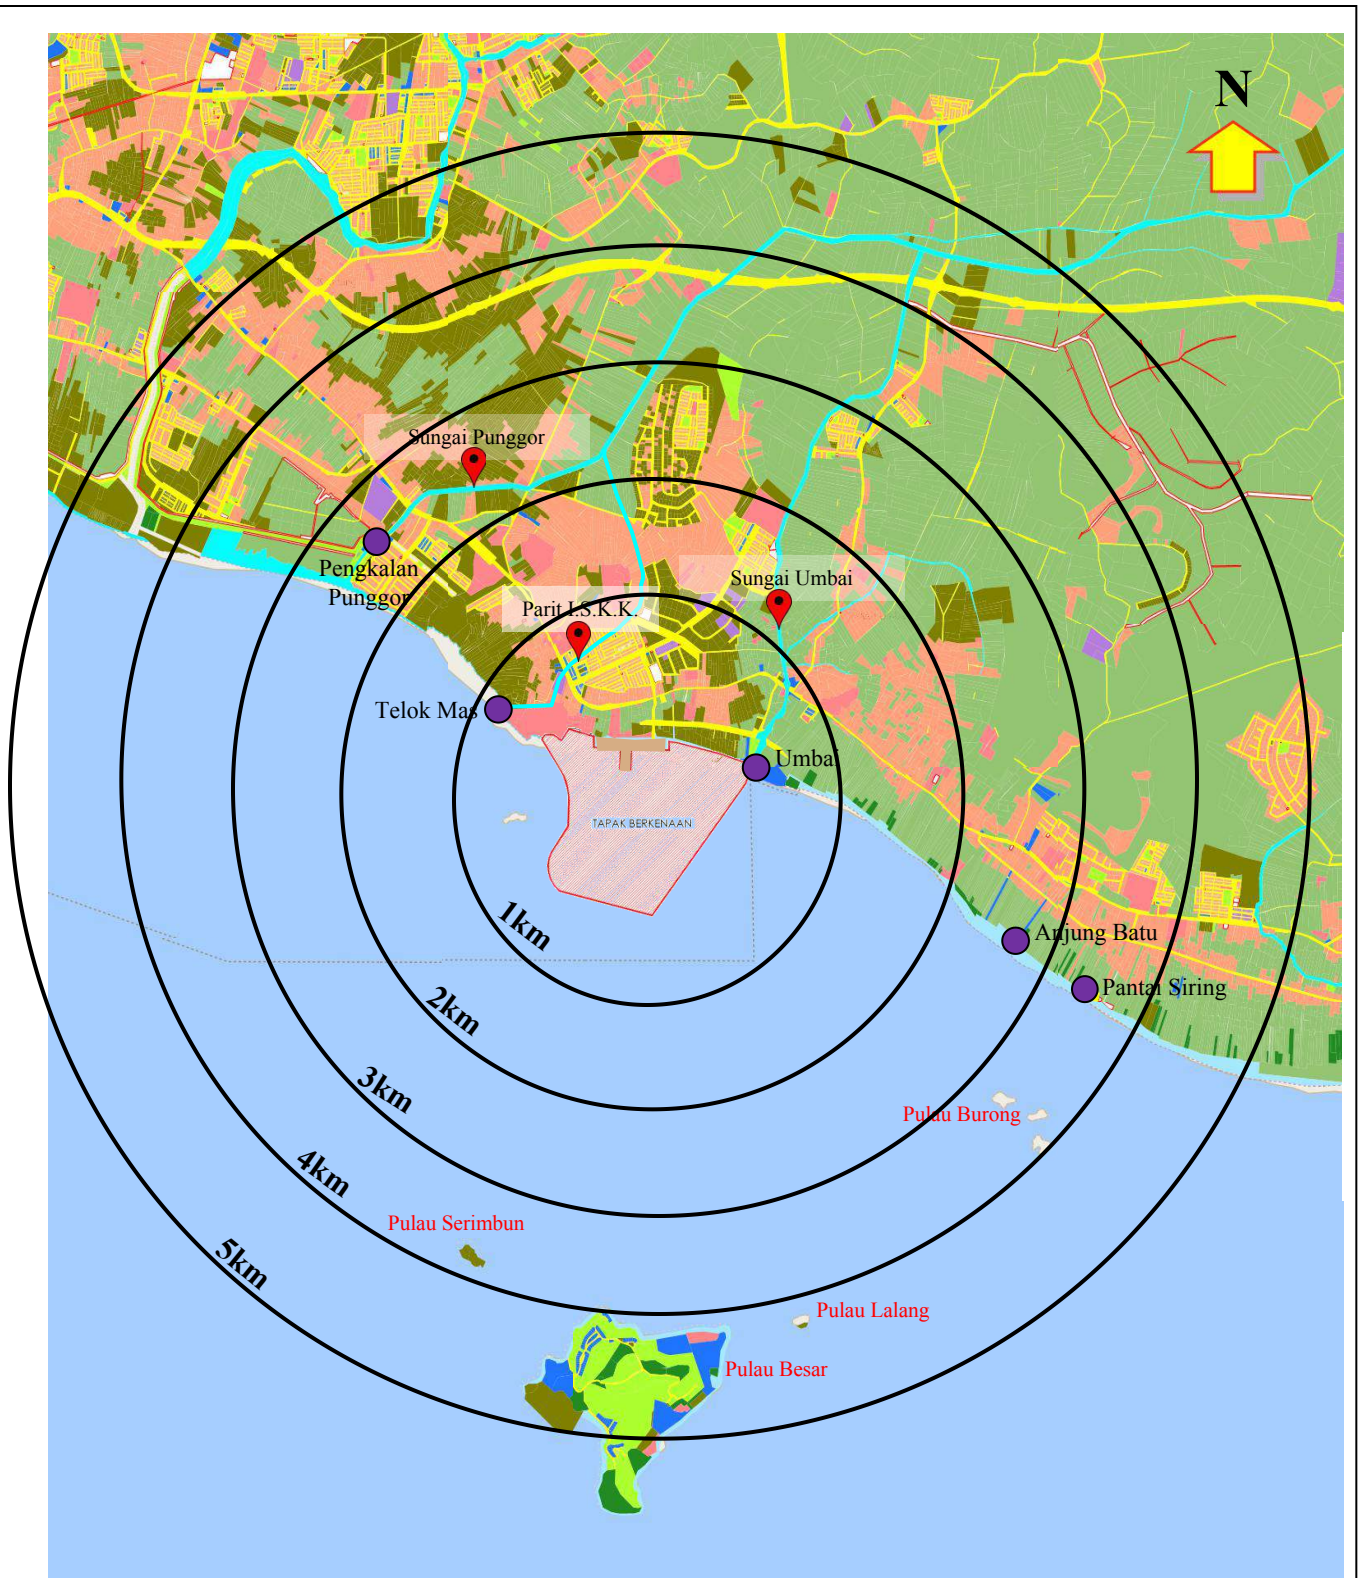 N
Sungai Punggor
Pengkalan
Punggor
Sungai Umbai
Parit I.S.K.K.
Telok Mas
Umbai
TAPAK BERKENAAN
1km
Anjung Batu
Pantai Siring
2km
3km
Pulau Burong
4km
Pulau Serimbun
5km
Pulau Lalang
Pulau Besar